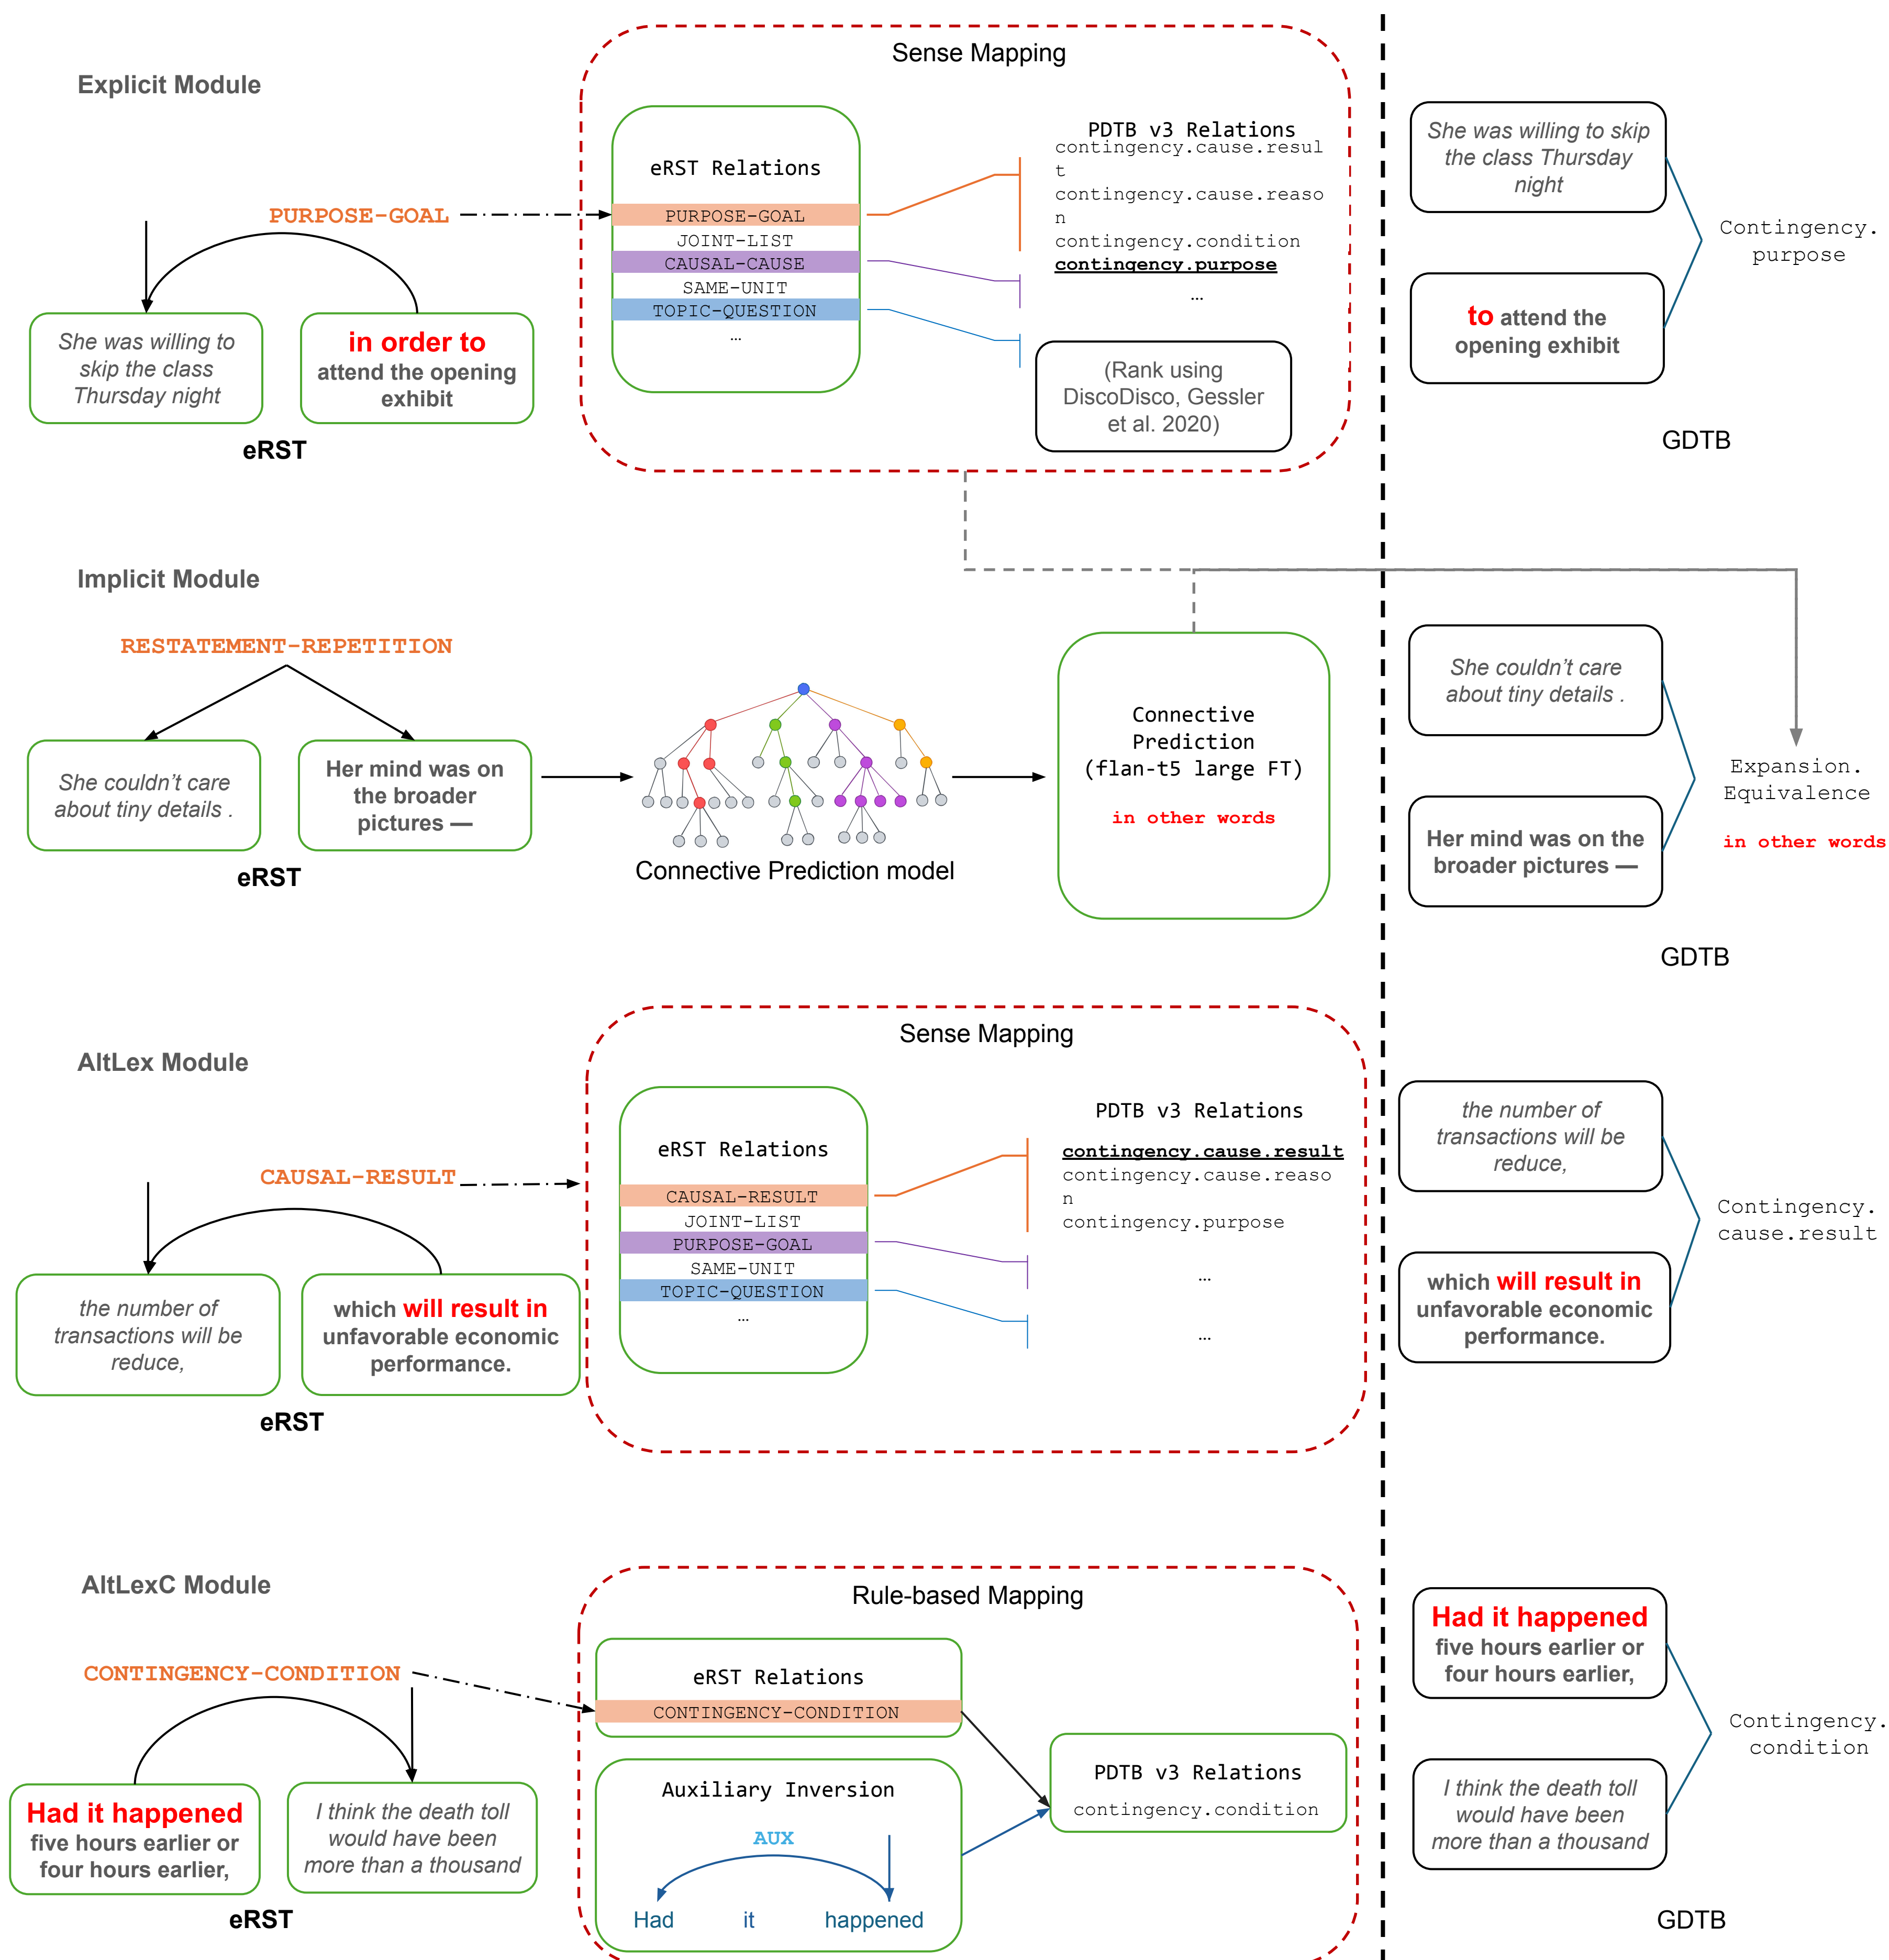 Explicit Module
Sense Mapping
PURPOSE-GOAL
She was willing to
skip the class
Thursday night
in order to
attend the opening
exhibit
eRST
eRST Relations
PURPOSE-GOAL
JOINT-LIST
CAUSAL-CAUSE
SAME-UNIT
TOPIC-QUESTION
...
PDTB v3 Relations
contingency.cause.resul
t
contingency.cause.reaso
n
contingency.condition
contingency.purpose
...
(Rank using
DiscoDisco, Gessler
et al. 2020)
She was willing to skip
the class Thursday
night
to attend the
opening exhibit
Contingency.
purpose
GDTB
Implicit Module
RESTATEMENT-REPETITION
She couldn’t care
about tiny details .
Her mind was on
the broader
pictures —
eRST
Connective Prediction model
Connective
Prediction
(flan-t5 large FT)
in other words
She couldn’t care
about tiny details .
Her mind was on the
broader pictures —
Expansion.
Equivalence
in other words
GDTB
AltLex Module
Sense Mapping
CAUSAL-RESULT
the number of
transactions will be
reduce,
which will result in
unfavorable economic
performance.
eRST
eRST Relations
CAUSAL-RESULT
JOINT-LIST
PURPOSE-GOAL
SAME-UNIT
TOPIC-QUESTION
...
PDTB v3 Relations
contingency.cause.result
contingency.cause.reaso
n
contingency.purpose
...
...
the number of
transactions will be
reduce,
which will result in
unfavorable economic
performance.
Contingency.
cause.result
AltLexC Module
Rule-based Mapping
CONTINGENCY-CONDITION
Had it happened
five hours earlier or
four hours earlier,
I think the death toll
would have been
more than a thousand
eRST
eRST Relations
CONTINGENCY-CONDITION
Auxiliary Inversion
AUX
Had it happened
PDTB v3 Relations
contingency.condition
Had it happened
five hours earlier or
four hours earlier,
I think the death toll
would have been
more than a thousand
Contingency.
condition
GDTB